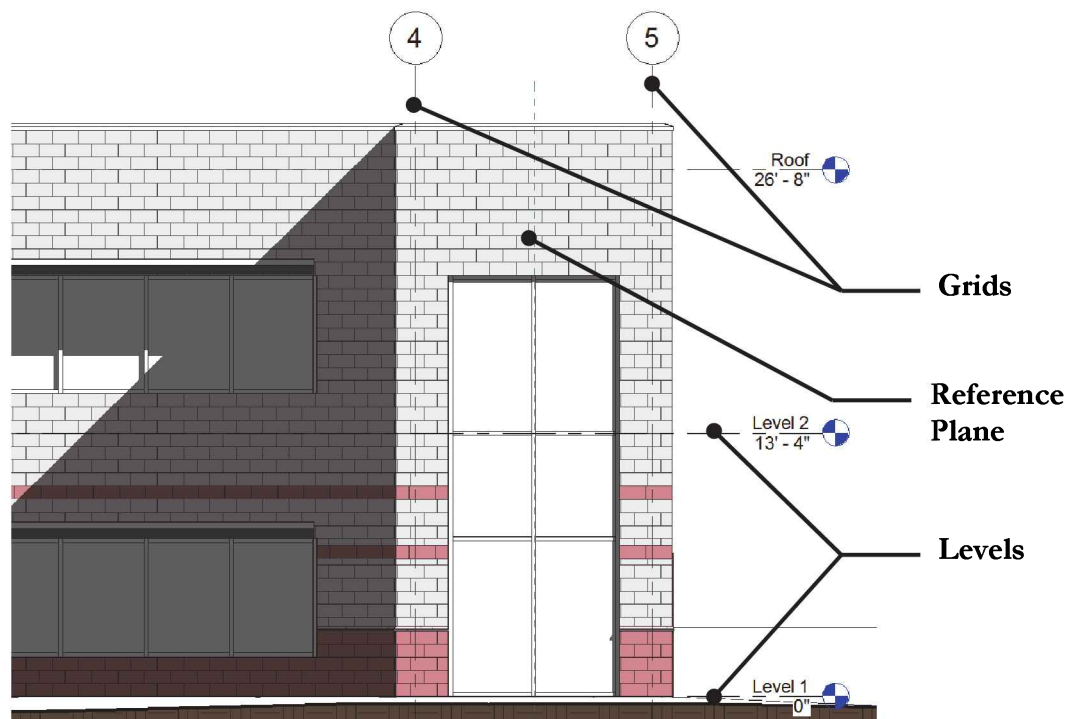 4
5
Roof
26' - 8"
Grids
Reference
Plane
Level 2
13' - 4"
Levels
Level 1
0"